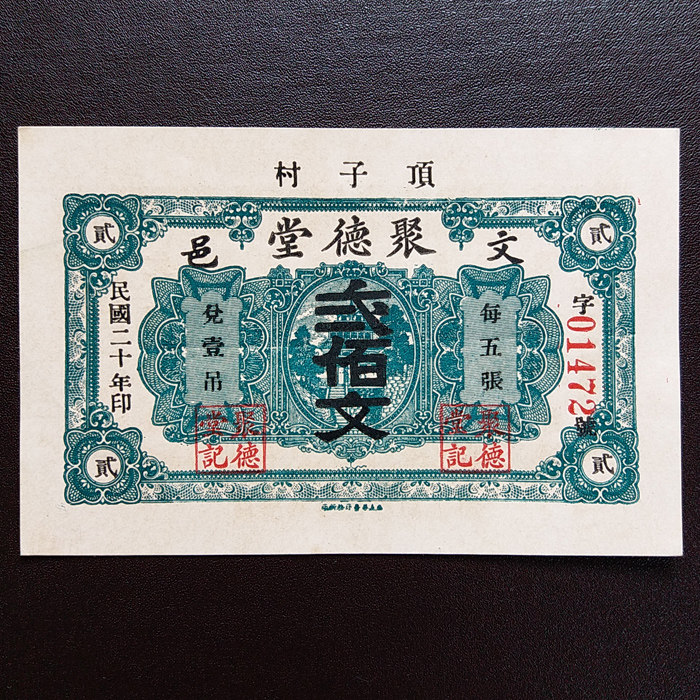 頂子村
文邑
聚德堂
貳
貳
字01472號
每五張
弍佰文
兌壹吊
民國二十年印
聚德堂記
聚德堂記
貳
貳